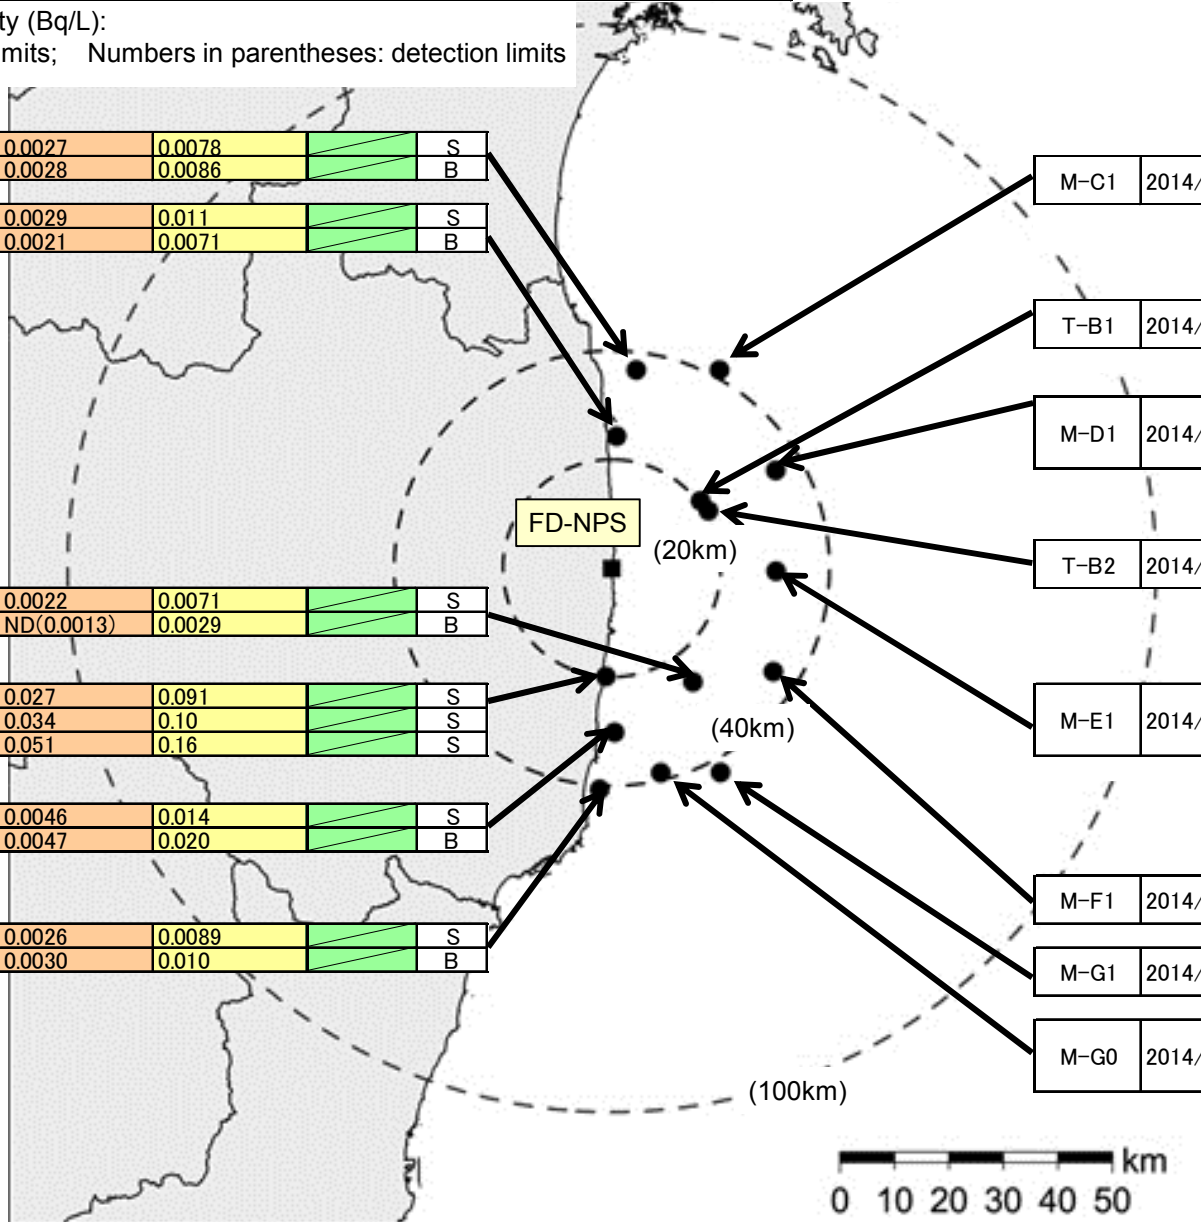 ty (Bq/L):
imits; Numbers in parentheses: detection limits
0.0027 0.0078 S
0.0028 0.0086 B
0.0029 0.011 S
0.0021 0.0071 B
M-C1 2014/
T-B1 2014/
M-D1 2014/
FD-NPS
(20km)
T-B2 2014/
0.0022 0.0071 S
ND(0.0013) 0.0029 B
0.027 0.091 S
0.034 0.10 S
0.051 0.16 S
(40km)
M-E1 2014/
0.0046 0.014 S
0.0047 0.020 B
M-F1 2014/
0.0026 0.0089 S
0.0030 0.010 B
M-G1 2014/
M-G0 2014/
(100km)
km
0 10 20 30 40 50